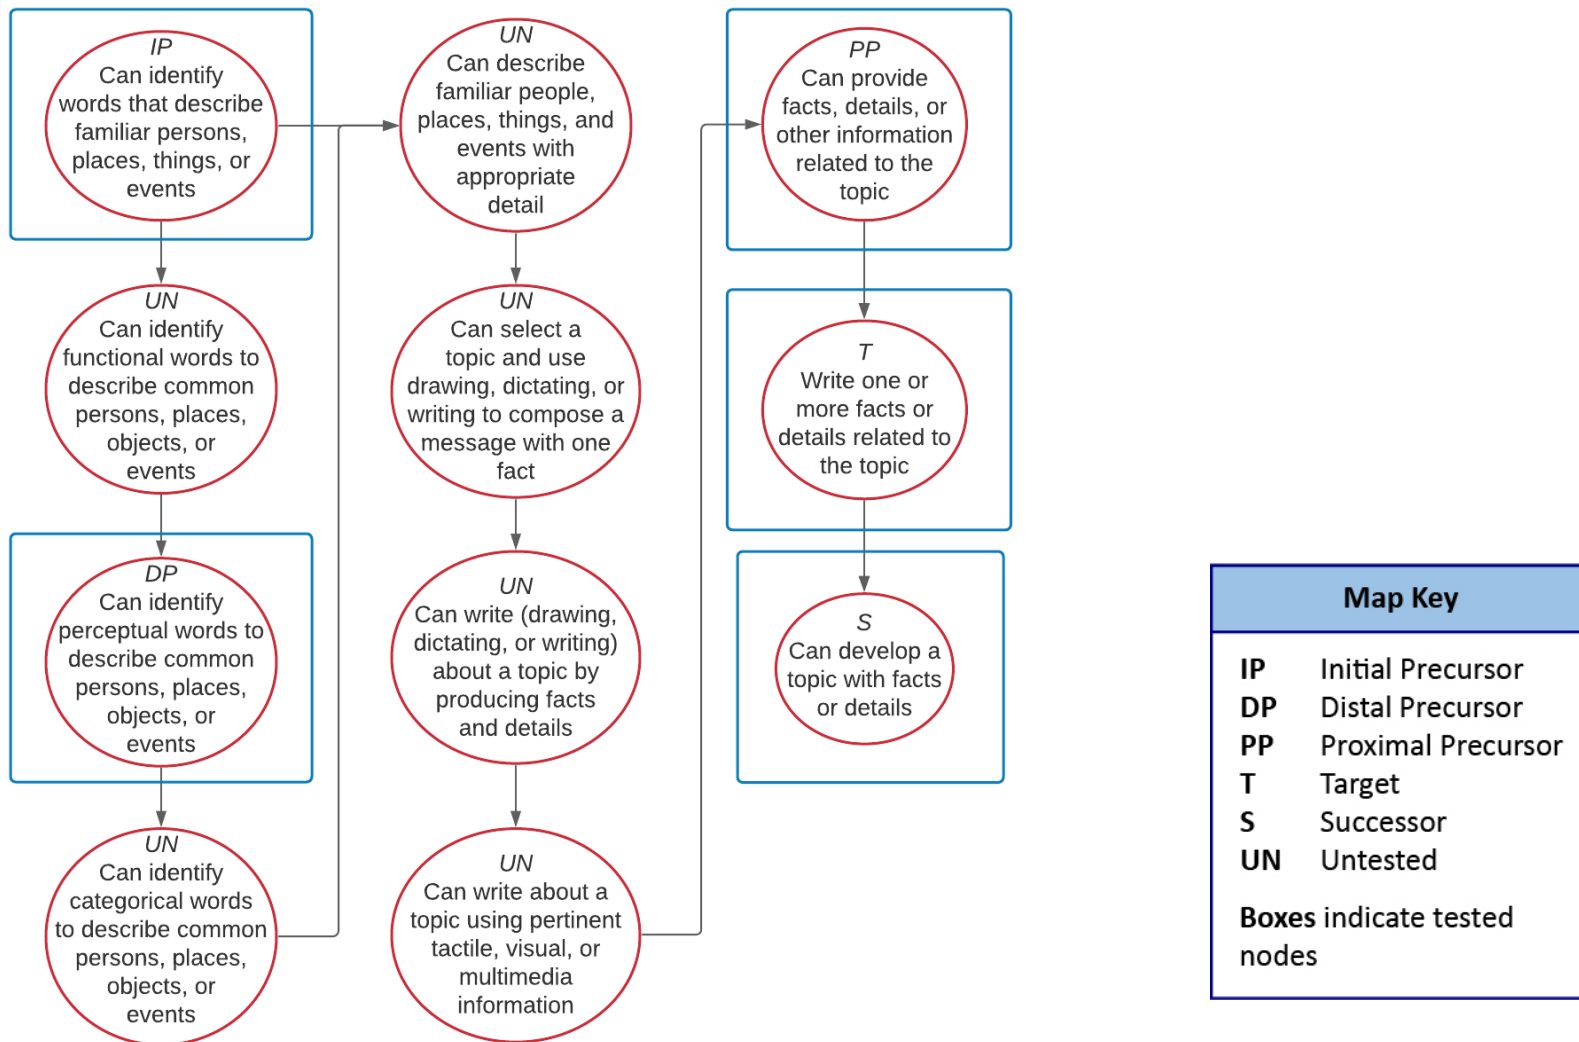 IP
Can identify
words that describe
familiar persons,
places, things, or
events
UN
Can identify
functional words to
describe common
persons, places,
objects, or
events
DP
Can identify
perceptual words to
describe common
persons, places,
objects, or
events
UN
Can identify
categorical words
to describe common
persons, places,
objects, or
events
UN
Can describe
familiar people,
places, things, and
events with
appropriate
detail
UN
Can select a
topic and use
drawing, dictating, or
writing to compose a
message with one
fact
UN
Can write (drawing,
dictating, or writing)
about a topic by
producing facts
and details
UN
Can write about a
topic using pertinent
tactile, visual, or
multimedia
information
PP
Can provide
facts, details, or
other information
related to the
topic
T
Write one or
more facts or
details related to
the topic
S
Can develop a
topic with facts
or details
Map Key
IP Initial Precursor
DP Distal Precursor
PP Proximal Precursor
T Target
S Successor
UN Untested
Boxes indicate tested
nodes